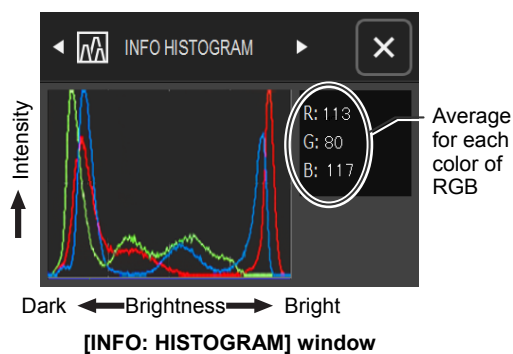 INFO HISTOGRAM
Intensity
R: 113
G: 80
B: 117
Average
for each
color of
RGB
Dark Brightness Bright
[INFO: HISTOGRAM] window